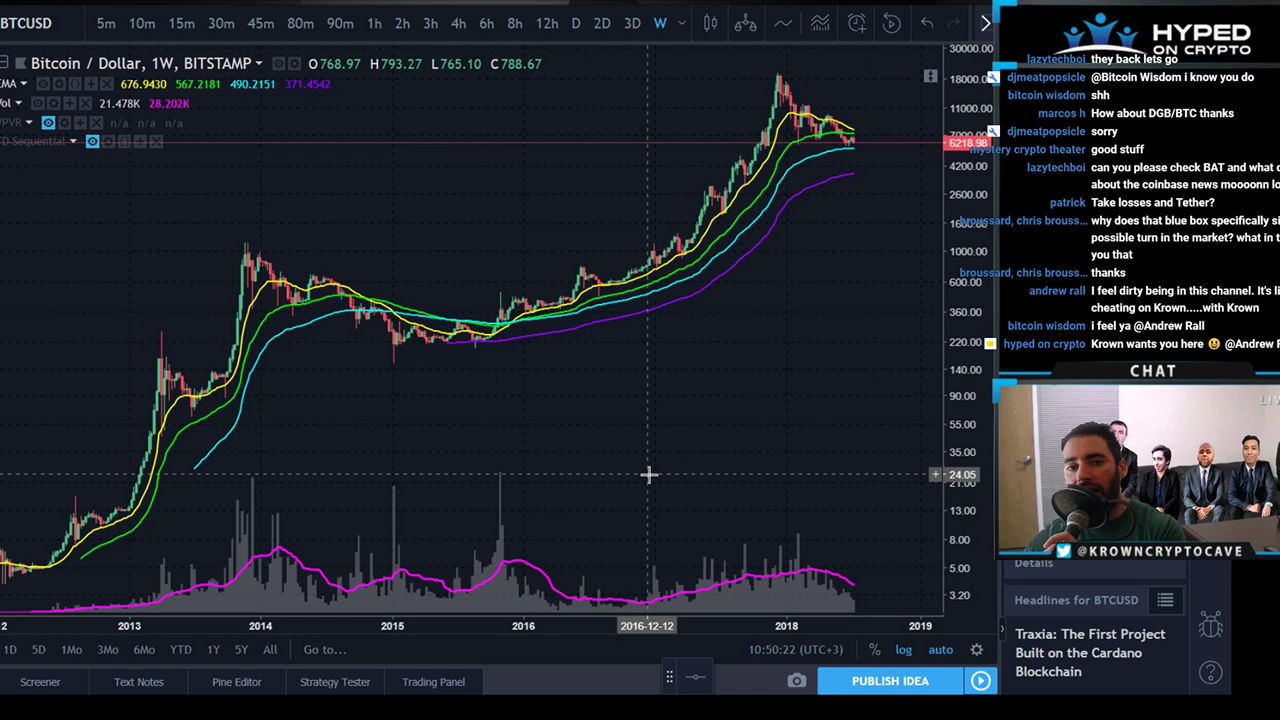 BTCUSD
5m 10m 15m 30m 45m 80m 90m 1h 2h 3h 4h 6h 8h 12h D 2D 3D W
Bitcoin / Dollar, 1W, BITSTAMP O768.97 H793.27 L765.10 C788.67
EMA 676.9430 567.2181 490.2151 371.4542
Vol 21.478K 28.202K
VPVR n/a n/a n/a
D Sequential
30000.00
18000.00
11000.00
7000.00
6218.98
4200.00
2600.00
1600.00
1000.00
600.00
360.00
220.00
140.00
90.00
55.00
35.00
24.05
21.00
13.00
8.00
5.00
3.20
2 2013 2014 2015 2016 2016-12-12 2018 2019
1D 5D 1Mo 3Mo 6Mo YTD 1Y 5Y All Go to... 10:50:22 (UTC+3) % log auto
Screener Text Notes Pine Editor Strategy Tester Trading Panel PUBLISH IDEA
HYPED
ON CRYPTO
lazytechboi they back lets go
djmeatpopsicle @Bitcoin Wisdom i know you do
bitcoin wisdom shh
marcos h How about DGB/BTC thanks
djmeatpopsicle sorry
mystery crypto theater good stuff
lazytechboi can you please check BAT and what
about the coinbase news moooonn
patrick Take losses and Tether?
broussard, chris brouss... why does that blue box specifically
possible turn in the market? what in
you that
broussard, chris brouss... thanks
andrew rall I feel dirty being in this channel. It's
cheating on Krown.....with Krown
bitcoin wisdom i feel ya @Andrew Rall
hyped on crypto Krown wants you here 😃 @Andrew
CHAT
LIV
@KROWNCRYPTOCAVE
Details
Headlines for BTCUSD
Traxia: The First Project
Built on the Cardano
Blockchain